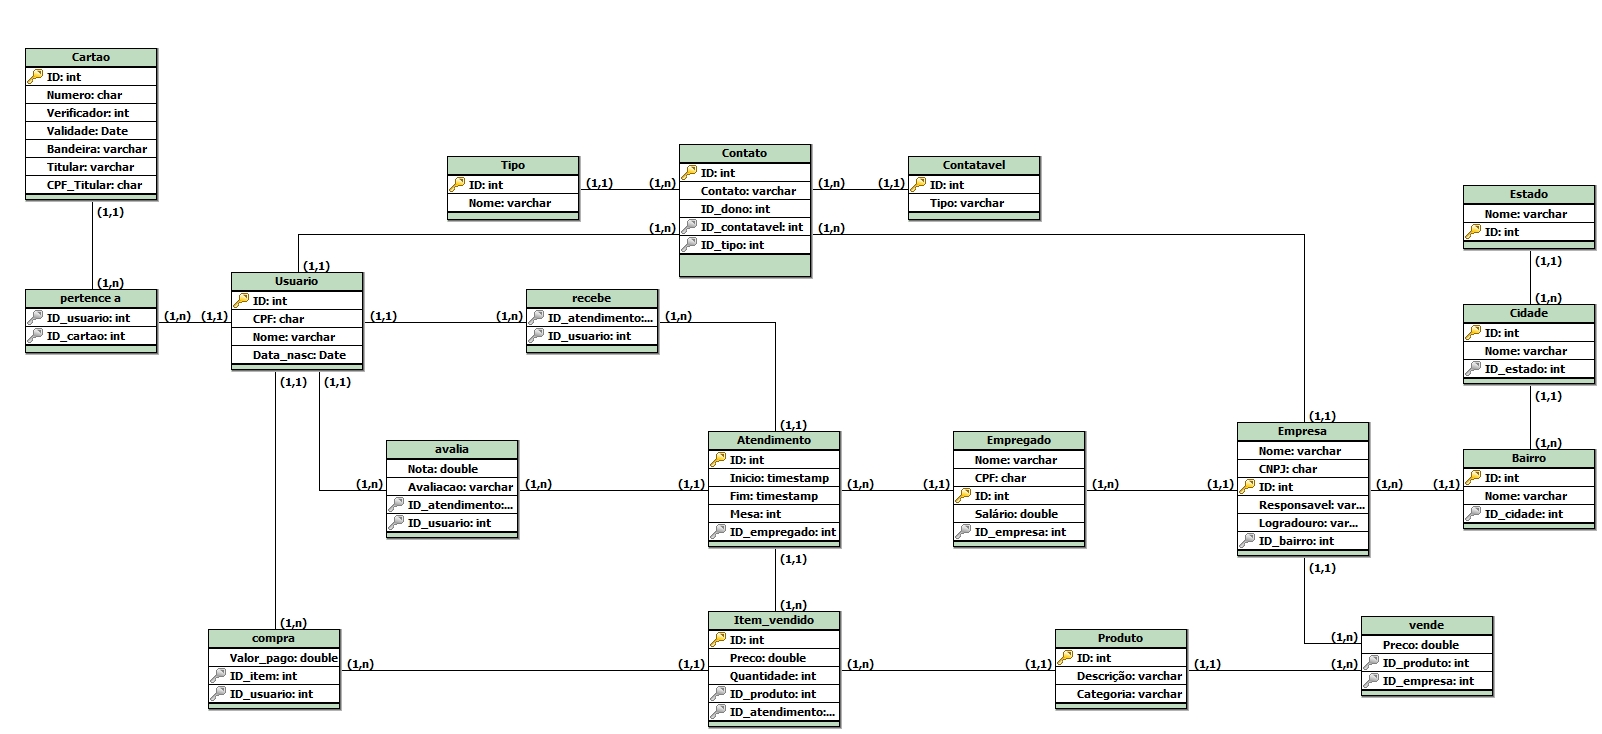 Cartao
ID: int
Numero: char
Verificador: int
Validade: Date
Bandeira: varchar
Titular: varchar
CPF_Titular: char
(1,1)
(1,n)
pertence a
ID_usuario: int
ID_cartao: int
(1,n)
(1,1)
Tipo
ID: int
Nome: varchar
(1,1)
(1,n)
Contato
ID: int
Contato: varchar
ID_dono: int
ID_contatavel: int
ID_tipo: int
(1,n)
(1,1)
Contatavel
ID: int
Tipo: varchar
(1,n)
(1,n)
(1,1)
Usuario
ID: int
CPF: char
Nome: varchar
Data_nasc: Date
(1,1)
(1,n)
recebe
ID_atendimento:...
ID_usuario: int
(1,n)
(1,1)
(1,1)
(1,1)
Estado
Nome: varchar
ID: int
(1,1)
(1,n)
Cidade
ID: int
Nome: varchar
ID_estado: int
(1,1)
(1,n)
Bairro
ID: int
Nome: varchar
ID_cidade: int
avalia
Nota: double
Avaliacao: varchar
ID_atendimento:...
ID_usuario: int
(1,n)
(1,n)
(1,1)
Atendimento
ID: int
Inicio: timestamp
Fim: timestamp
Mesa: int
ID_empregado: int
(1,n)
(1,1)
Empregado
Nome: varchar
CPF: char
ID: int
Salário: double
ID_empresa: int
(1,n)
(1,1)
(1,1)
Empresa
Nome: varchar
CNPJ: char
ID: int
Responsavel: var...
Logradouro: var...
ID_bairro: int
(1,n)
(1,1)
(1,1)
(1,n)
(1,1)
(1,n)
compra
Valor_pago: double
ID_item: int
ID_usuario: int
(1,n)
(1,1)
Item_vendido
ID: int
Preco: double
Quantidade: int
ID_produto: int
ID_atendimento:...
(1,n)
(1,1)
Produto
ID: int
Descrição: varchar
Categoria: varchar
(1,1)
(1,n)
(1,n)
vende
Preco: double
ID_produto: int
ID_empresa: int